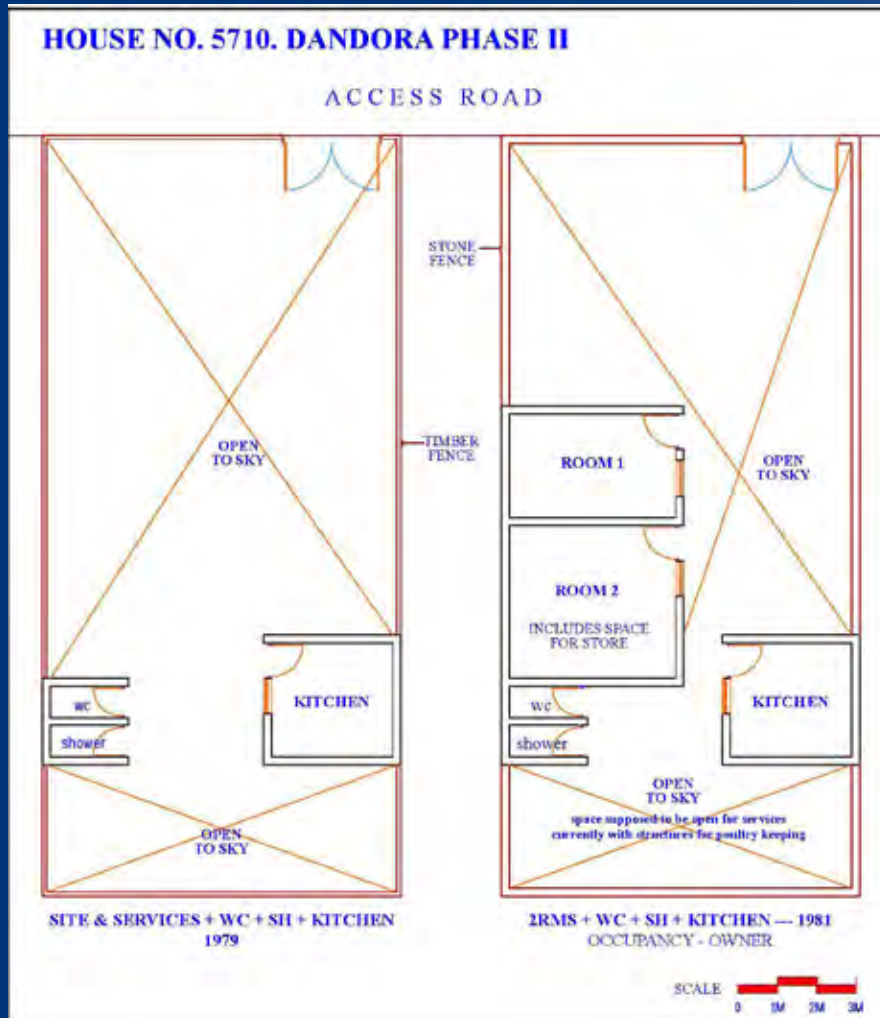 HOUSE NO. 5710. DANDORA PHASE II
ACCESS ROAD
OPEN
TO SKY
WC
shower
KITCHEN
OPEN
TO SKY
SITE & SERVICES + WC + SH + KITCHEN
1979
STONE
FENCE
TIMBER
FENCE
ROOM 1
OPEN
TO SKY
ROOM 2
INCLUDES SPACE
FOR STORE
wc
shower
KITCHEN
OPEN
TO SKY
space supposed to be open for services
currently with structures for poultry keeping
2RMS + WC + SH + KITCHEN --- 1981
OCCUPANCY - OWNER
SCALE
0 1M 2M 3M